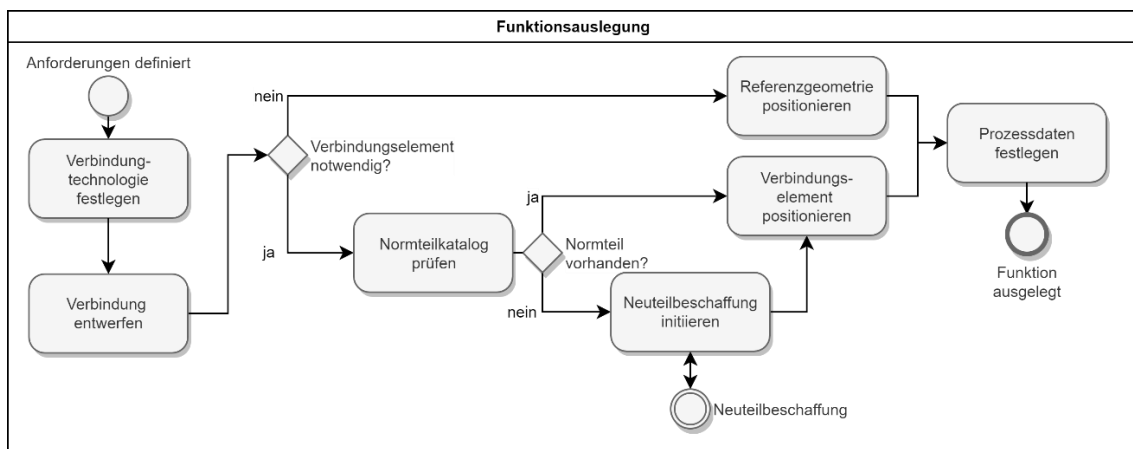 Funktionsauslegung
Anforderungen definiert
Verbindung-
technologie
festlegen
Verbindung
entwerfen
nein
Verbindungselement
notwendig?
ja
Normteilkatalog
prüfen
ja
Normteil
vorhanden?
nein
Referenzgeometrie
positionieren
Verbindungs-
element
positionieren
Neuteilbeschaffung
initiieren
Neuteilbeschaffung
Prozessdaten
festlegen
Funktion
ausgelegt